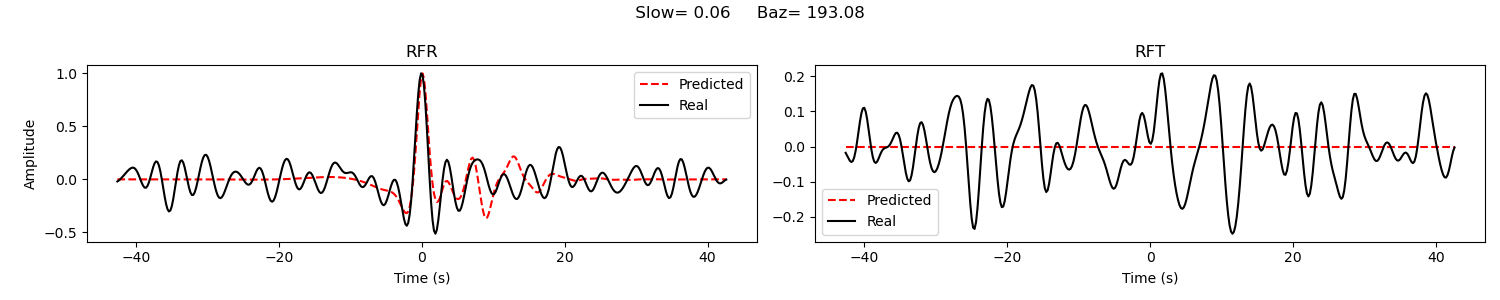 Slow= 0.06 Baz= 193.08
RFR
1.0
0.5
0.0
−0.5
Amplitude
−40
−20
0
20
40
Time (s)
Predicted
Real
RFT
0.2
0.1
0.0
−0.1
−0.2
−40
−20
0
20
40
Time (s)
Predicted
Real